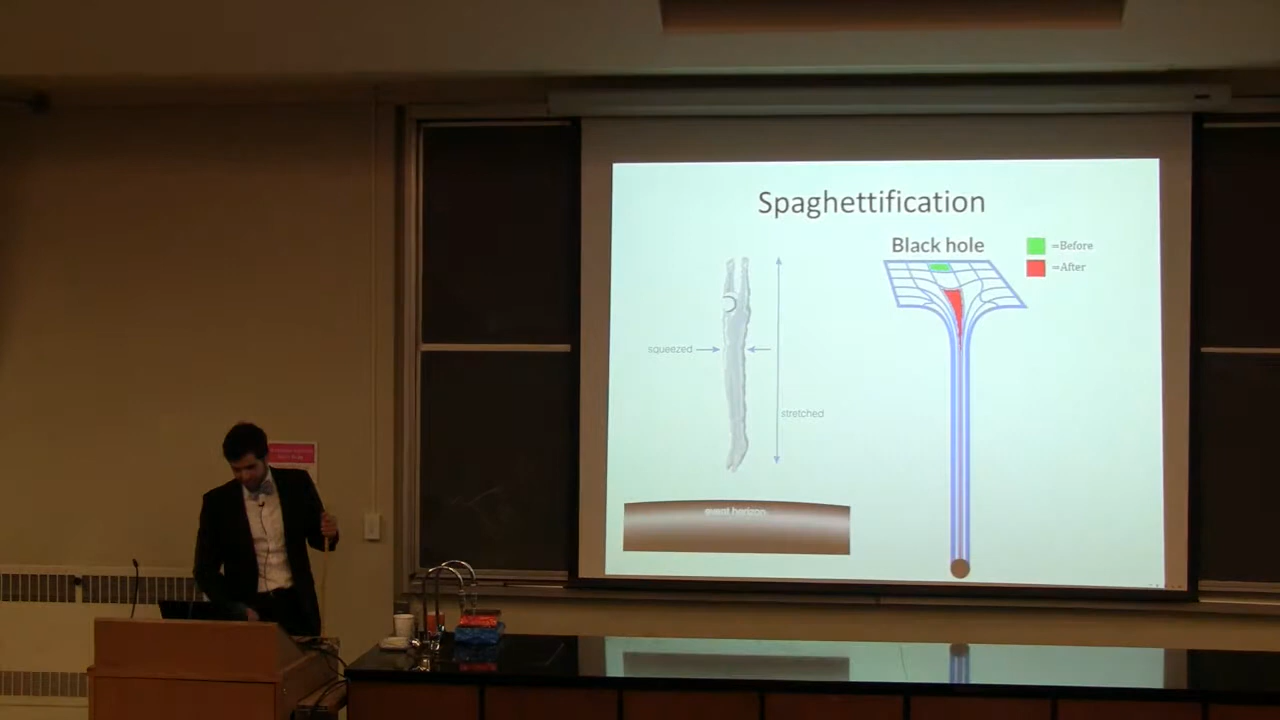 Spaghettification
Black hole
=Before
=After
squeezed
stretched
event horizon